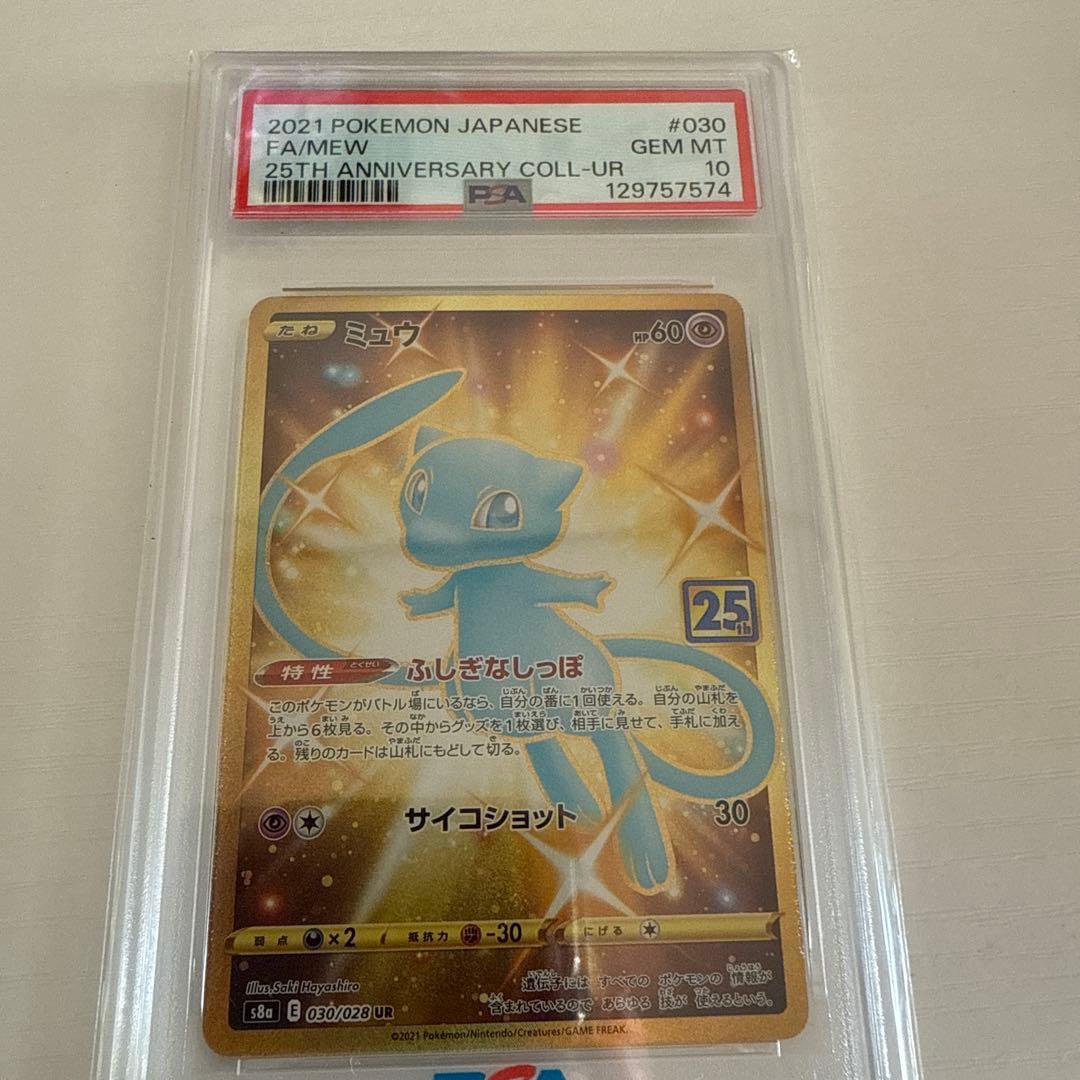 2021 POKEMON JAPANESE #030
FA/MEW GEM MT
25TH ANNIVERSARY COLL-UR 10
PSA 129757574
たね ミュウ HP60
25th
特性 とくせい ふしぎなしっぽ
このポケモンがバトル場にいるなら、自分の番に1回使える。自分の山札を
上から6枚見る。その中からグッズを1枚選び、相手に見せて、手札に加え
る。残りのカードは山札にもどして切る。
サイコショット 30
弱点 ×2 抵抗力 -30 にげる
Illus. Saki Hayashiro
遺伝子には すべての ポケモンの 情報が
含まれているので あらゆる 技が 使えるという。
s8a E 030/028 UR
©2021 Pokémon/Nintendo/Creatures/GAME FREAK.
PSA